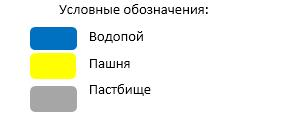 Условные обозначения:
Водопой
Пашня
Пастбище